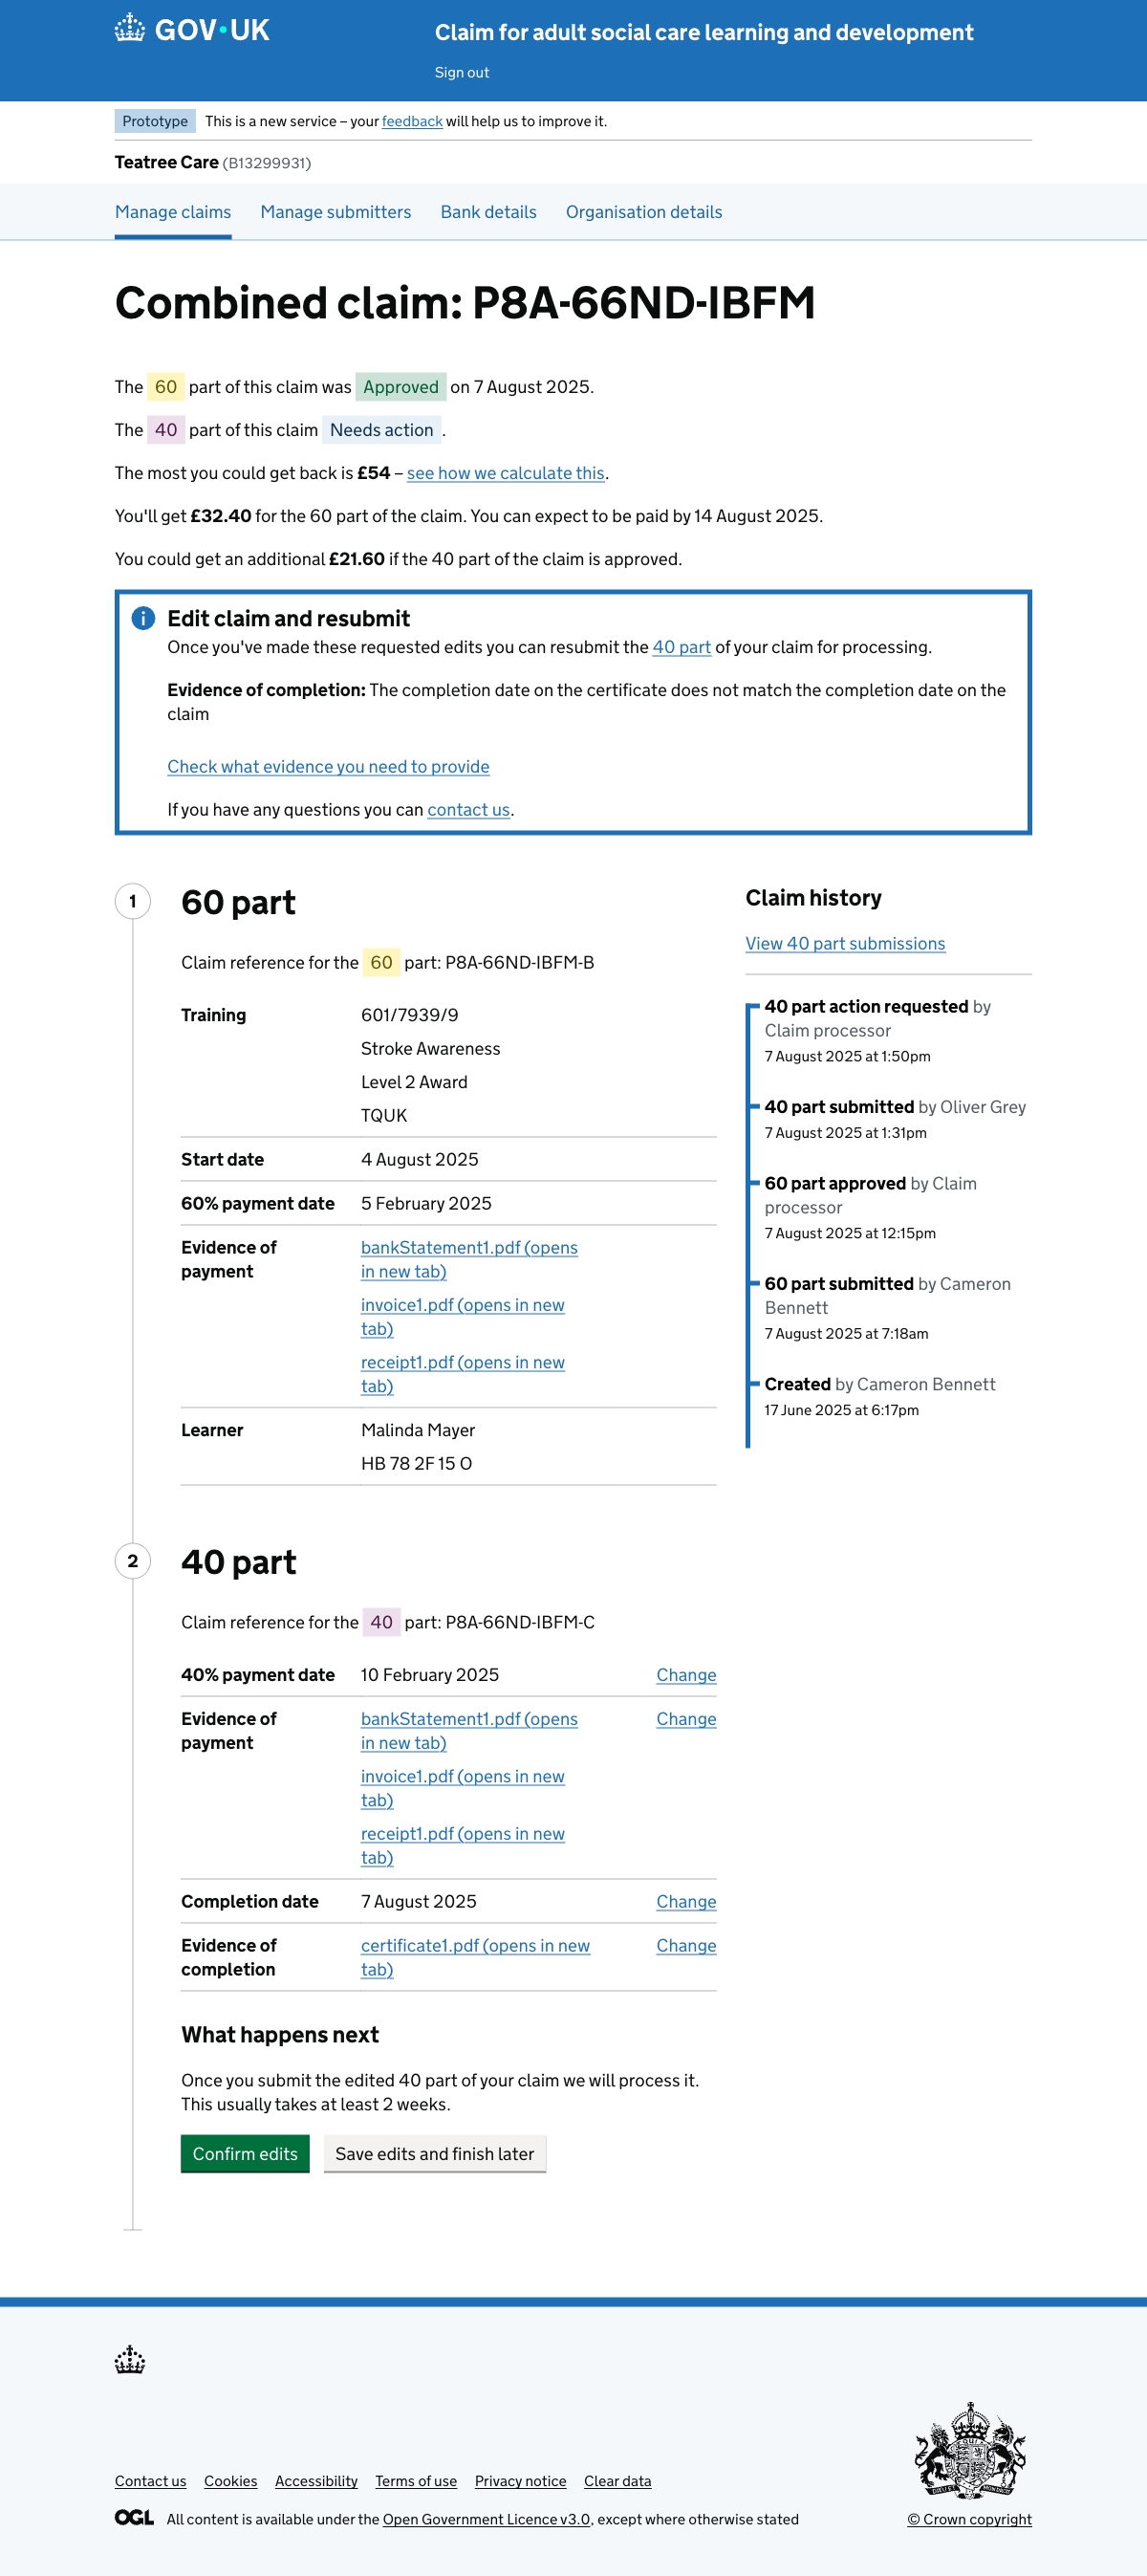 GOV.UK
Claim for adult social care learning and development
Sign out
Prototype This is a new service – your feedback will help us to improve it.
Teatree Care (B13299931)
Manage claims Manage submitters Bank details Organisation details
Combined claim: P8A-66ND-IBFM
The 60 part of this claim was Approved on 7 August 2025.
The 40 part of this claim Needs action .
The most you could get back is £54 – see how we calculate this.
You'll get £32.40 for the 60 part of the claim. You can expect to be paid by 14 August 2025.
You could get an additional £21.60 if the 40 part of the claim is approved.
Edit claim and resubmit
Once you've made these requested edits you can resubmit the 40 part of your claim for processing.
Evidence of completion: The completion date on the certificate does not match the completion date on the
claim
Check what evidence you need to provide
If you have any questions you can contact us.
1
60 part
Claim reference for the 60 part: P8A-66ND-IBFM-B
Training 601/7939/9
Stroke Awareness
Level 2 Award
TQUK
Start date 4 August 2025
60% payment date 5 February 2025
Evidence of
payment
bankStatement1.pdf (opens
in new tab)
invoice1.pdf (opens in new
tab)
receipt1.pdf (opens in new
tab)
Learner Malinda Mayer
HB 78 2F 15 O
Claim history
View 40 part submissions
40 part action requested by
Claim processor
7 August 2025 at 1:50pm
40 part submitted by Oliver Grey
7 August 2025 at 1:31pm
60 part approved by Claim
processor
7 August 2025 at 12:15pm
60 part submitted by Cameron
Bennett
7 August 2025 at 7:18am
Created by Cameron Bennett
17 June 2025 at 6:17pm
2
40 part
Claim reference for the 40 part: P8A-66ND-IBFM-C
40% payment date 10 February 2025 Change
Evidence of
payment
bankStatement1.pdf (opens
in new tab)
Change
invoice1.pdf (opens in new
tab)
receipt1.pdf (opens in new
tab)
Completion date 7 August 2025 Change
Evidence of
completion
certificate1.pdf (opens in new
tab)
Change
What happens next
Once you submit the edited 40 part of your claim we will process it.
This usually takes at least 2 weeks.
Confirm edits Save edits and finish later
Contact us Cookies Accessibility Terms of use Privacy notice Clear data
OGL All content is available under the Open Government Licence v3.0, except where otherwise stated
© Crown copyright